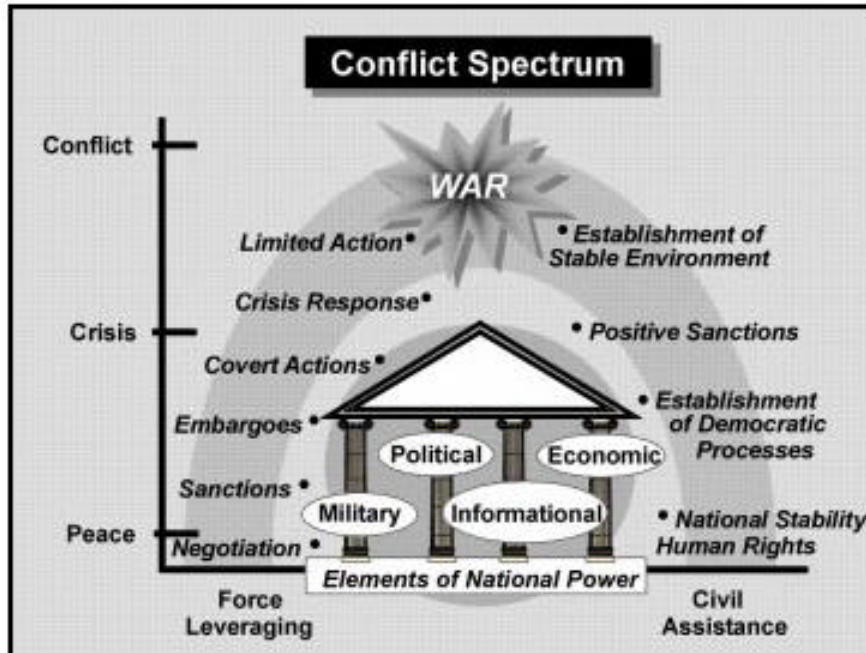 Conflict Spectrum
Conflict
WAR
Limited Action
• Establishment of
Stable Environment
Crisis Response
Crisis
• Positive Sanctions
Covert Actions
• Establishment
of Democratic
Processes
Embargoes
Political
Economic
Sanctions
Military
Informational
Peace
• National Stability
Human Rights
Negotiation
Elements of National Power
Force
Leveraging
Civil
Assistance